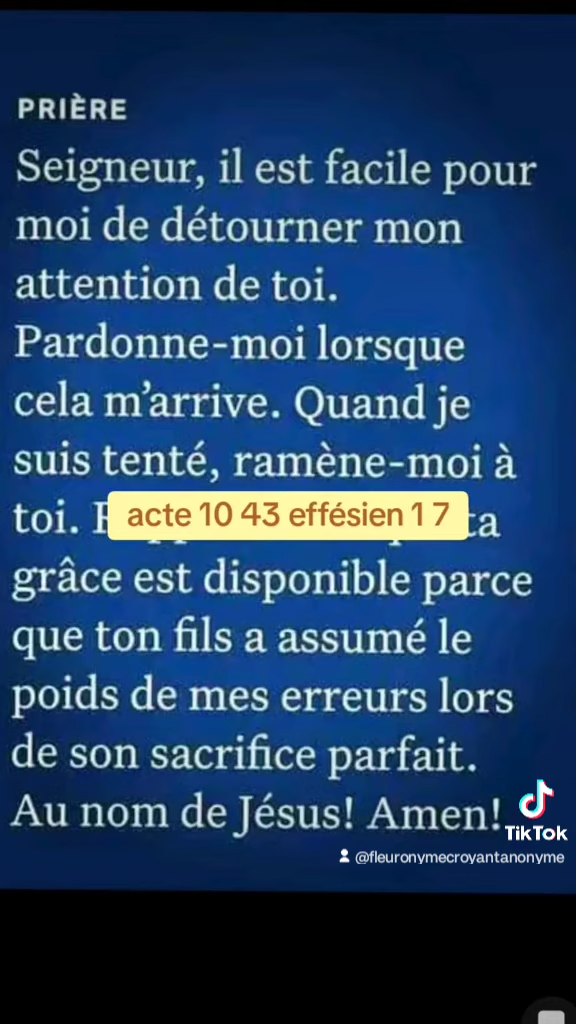 PRIÈRE
Seigneur, il est facile pour
moi de détourner mon
attention de toi.
Pardonne-moi lorsque
cela m'arrive. Quand je
suis tenté, ramène-moi à
toi.
acte 10 43 effésien 1 7
ta
grâce est disponible parce
que ton fils a assumé le
poids de mes erreurs lors
de son sacrifice parfait.
Au nom de Jésus! Amen!
TikTok
@fleuronymecroyantanonyme